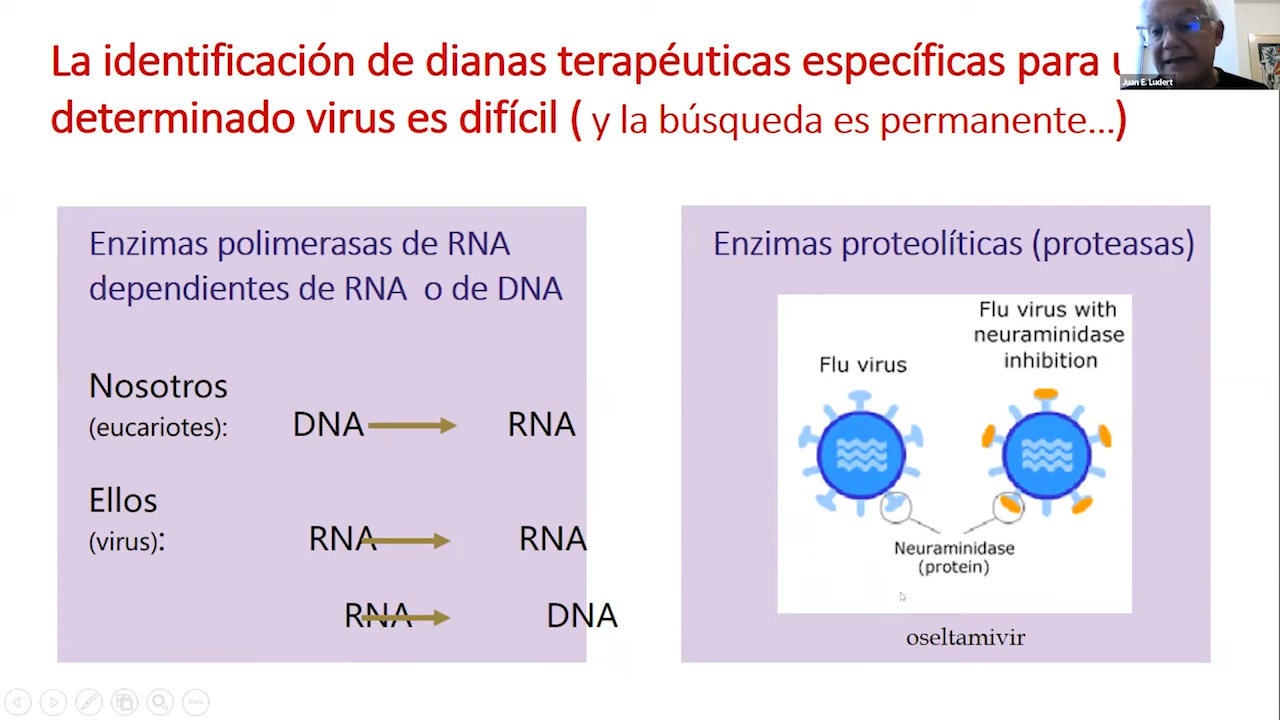 La identificación de dianas terapéuticas específicas para
determinado virus es difícil ( y la búsqueda es permanente...)
Juan E. Ludert
Enzimas polimerasas de RNA
dependientes de RNA o de DNA
Nosotros
(eucariotes):
DNA
RNA
Ellos
(virus):
RNA
RNA
RNA
DNA
Enzimas proteolíticas (proteasas)
Flu virus
Flu virus with
neuraminidase
inhibition
Neuraminidase
(protein)
oseltamivir